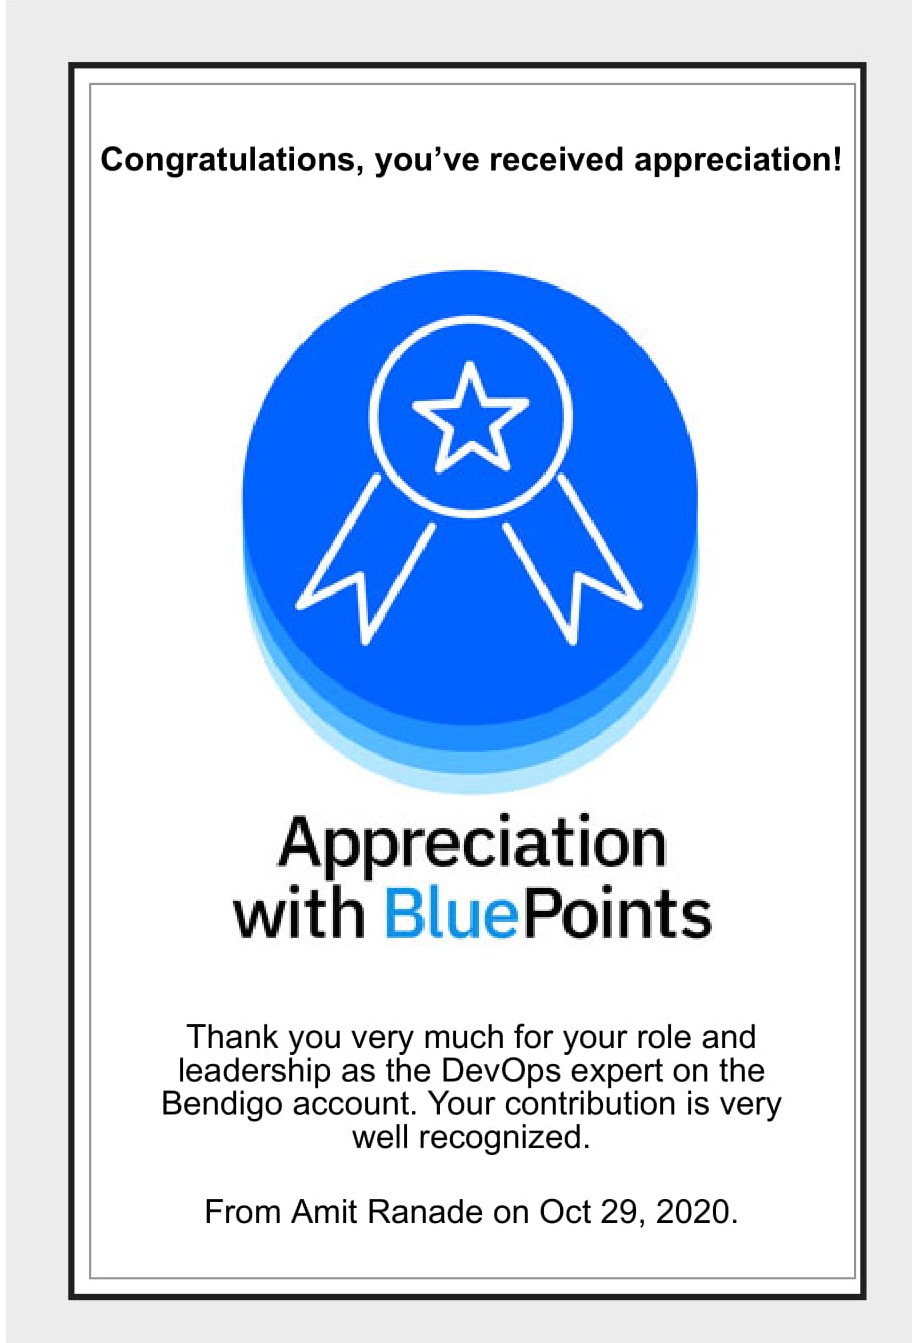 Congratulations, you’ve received appreciation!
Appreciation
with BluePoints
Thank you very much for your role and
leadership as the DevOps expert on the
Bendigo account. Your contribution is very
well recognized.
From Amit Ranade on Oct 29, 2020.